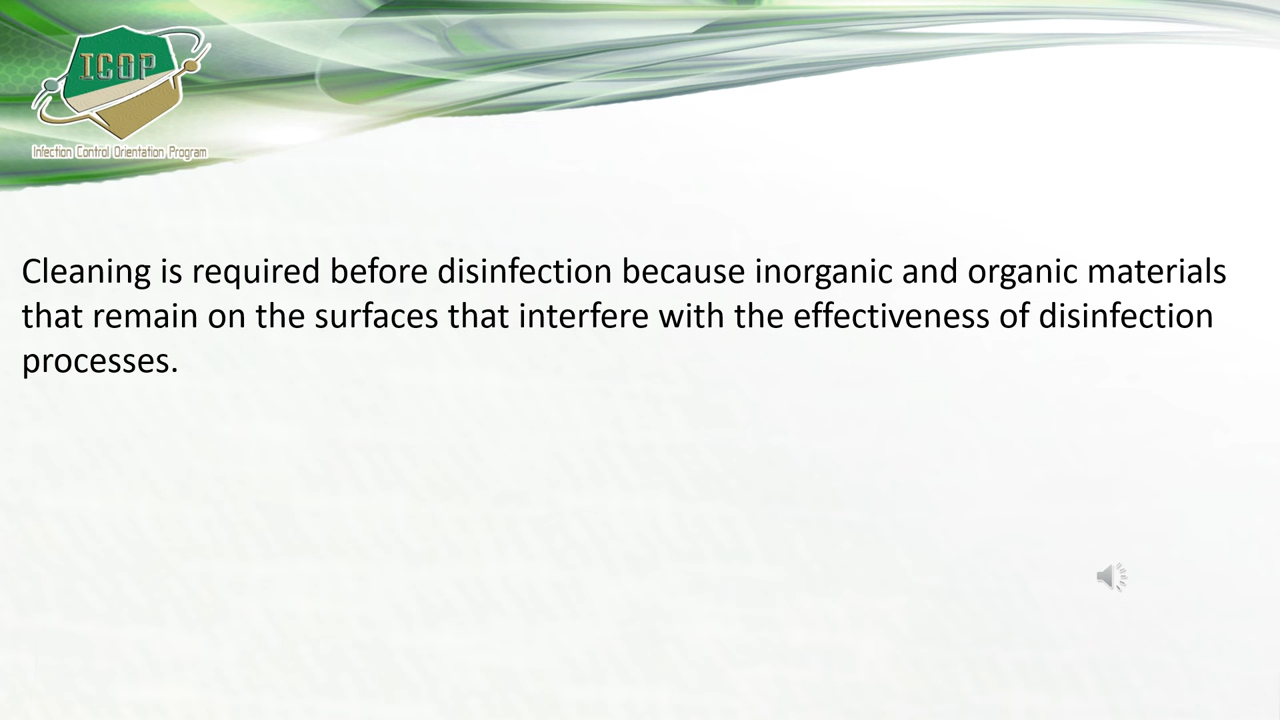 ICOP
Infection Control Orientation Program
Cleaning is required before disinfection because inorganic and organic materials
that remain on the surfaces that interfere with the effectiveness of disinfection
processes.